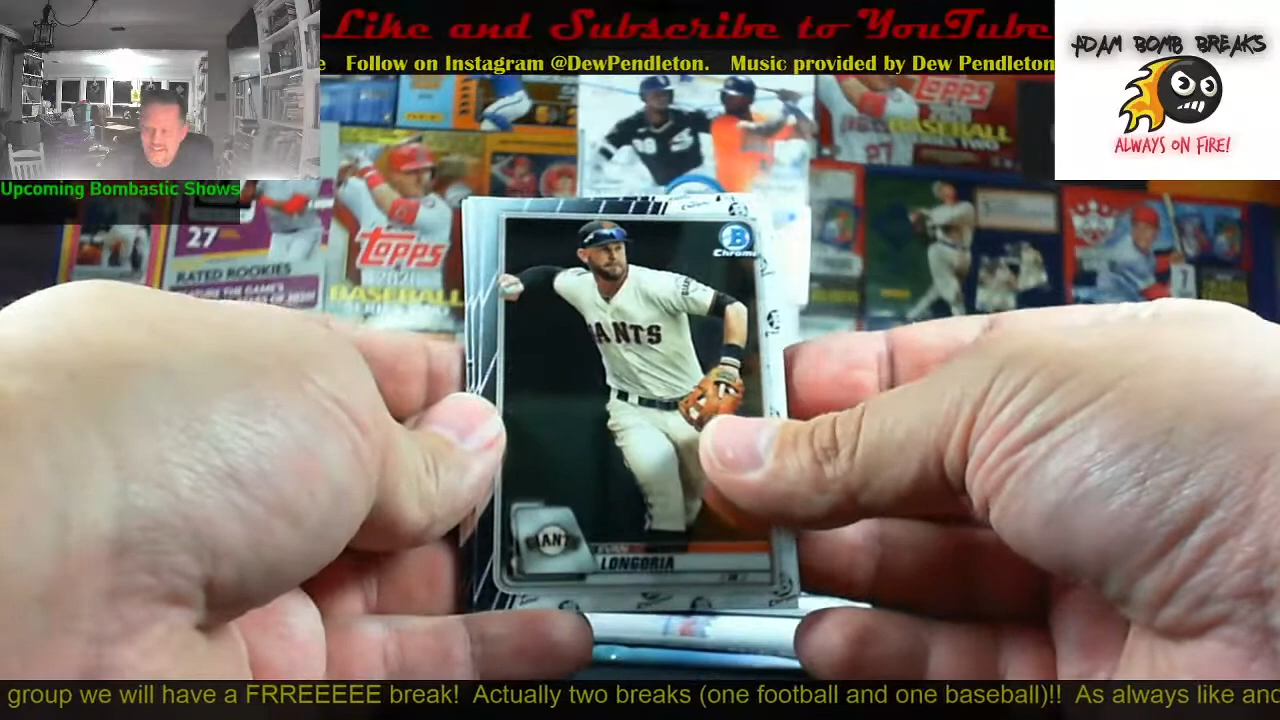 Like and Subscribe to YouTube
Follow on Instagram @DewPendleton. Music provided by Dew Pendleton
ADAM BOMB BREAKS
ALWAYS ON FIRE!
Upcoming Bombastic Shows
TOPPS
BASEBALL
27
RATED ROOKIES
Topps
BASEBALL
B
Chrome
GIANTS
EVAN
LONGORIA
group we will have a FRREEEEE break! Actually two breaks (one football and one baseball)!! As always like and